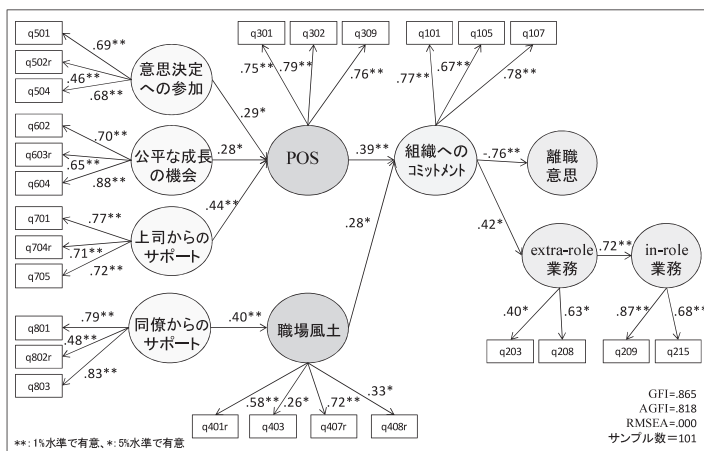 q501
q502r
q504
.69**
.46**
.68**
意思決定
への参加
q602
q603r
q604
.70**
.65**
.88**
公平な成長
の機会
q701
q704r
q705
.77**
.71**
.72**
上司からの
サポート
q801
q802r
q803
.79**
.48**
.83**
同僚からの
サポート
.29*
.28*
.44**
.40**
q301
q302
q309
.75**
.79**
.76**
POS
職場風土
.58**
.26*
.72**
.33*
q401r
q403
q407r
q408r
.39**
.28*
q101
q105
q107
.77**
.67**
.78**
組織への
コミットメント
-.76**
離職
意思
.42*
extra-role
業務
.72**
in-role
業務
.40*
.63*
.87**
.68**
q203
q208
q209
q215
GFI=.865
AGFI=.818
RMSEA=.000
サンプル数=101
**: 1%水準で有意、*: 5%水準で有意